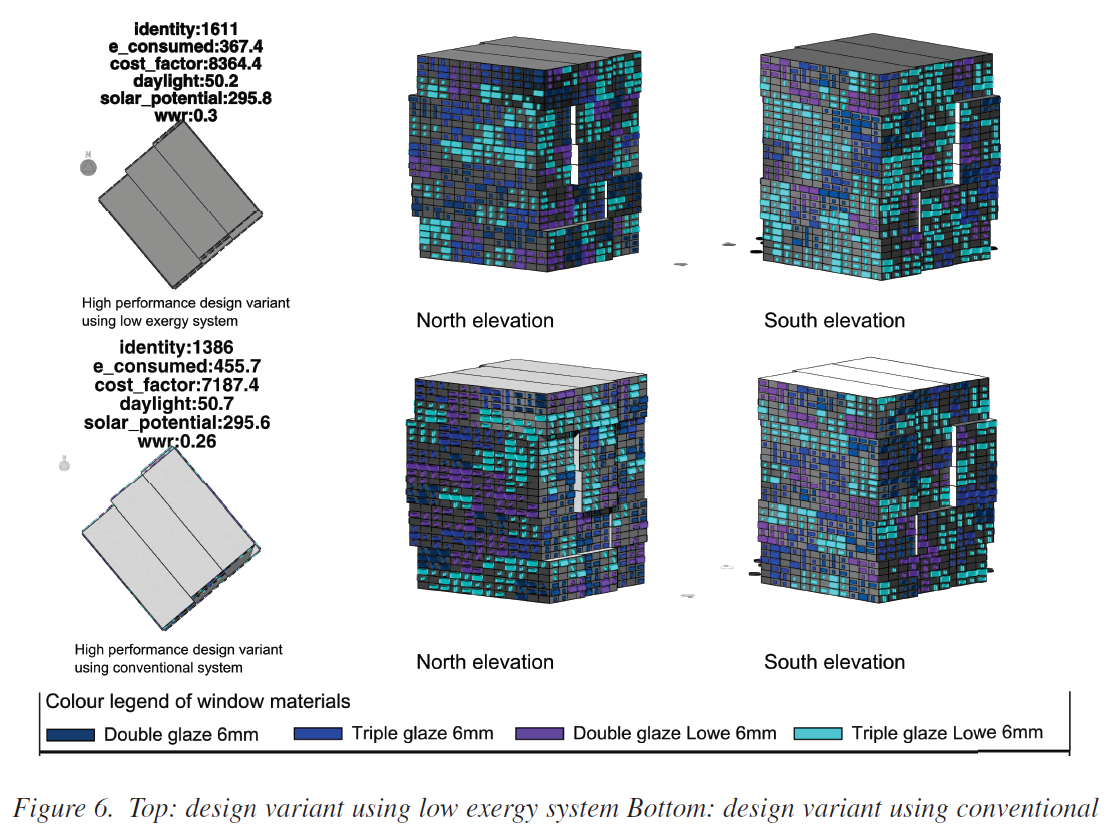 identity:1611
e_consumed:367.4
cost_factor:8364.4
daylight:50.2
solar_potential:295.8
wwr:0.3
N
High performance design variant
using low exergy system
North elevation
South elevation
identity:1386
e_consumed:455.7
cost_factor:7187.4
daylight:50.7
solar_potential:295.6
wwr:0.26
High performance design variant
using conventional system
North elevation
South elevation
Colour legend of window materials
Double glaze 6mm
Triple glaze 6mm
Double glaze Lowe 6mm
Triple glaze Lowe 6mm
Figure 6. Top: design variant using low exergy system Bottom: design variant using conventional